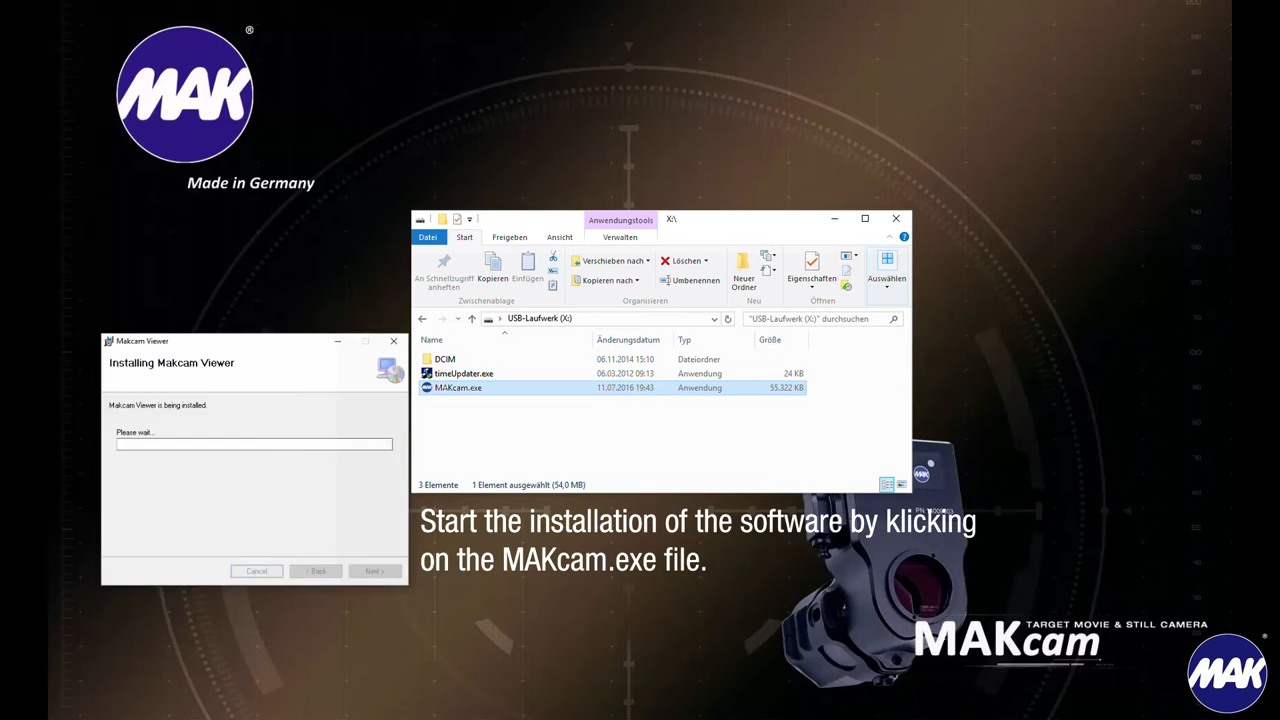 MAK
®
Made in Germany
Anwendungstools
X:\
Datei
Start
Freigeben
Ansicht
Verwalten
An Schnellzugriff
anheften
Kopieren
Einfügen
Zwischenablage
Verschieben nach
Kopieren nach
Löschen
Umbenennen
Organisieren
Neuer
Ordner
Neu
Eigenschaften
Öffnen
Auswählen
USB-Laufwerk (X:)
"USB-Laufwerk (X:)" durchsuchen
Name Änderungsdatum Typ Größe
DCIM 06.11.2014 15:10 Dateiordner
timeUpdater.exe 06.03.2012 09:13 Anwendung 24 KB
MAKcam.exe 11.07.2016 19:43 Anwendung 55.322 KB
3 Elemente 1 Element ausgewählt (54,0 MB)
Makcam Viewer
Installing Makcam Viewer
Makcam Viewer is being installed.
Please wait...
Cancel
< Back
Next >
Start the installation of the software by klicking
on the MAKcam.exe file.
MAK
TARGET MOVIE & STILL CAMERA
MAKcam
MAK
®